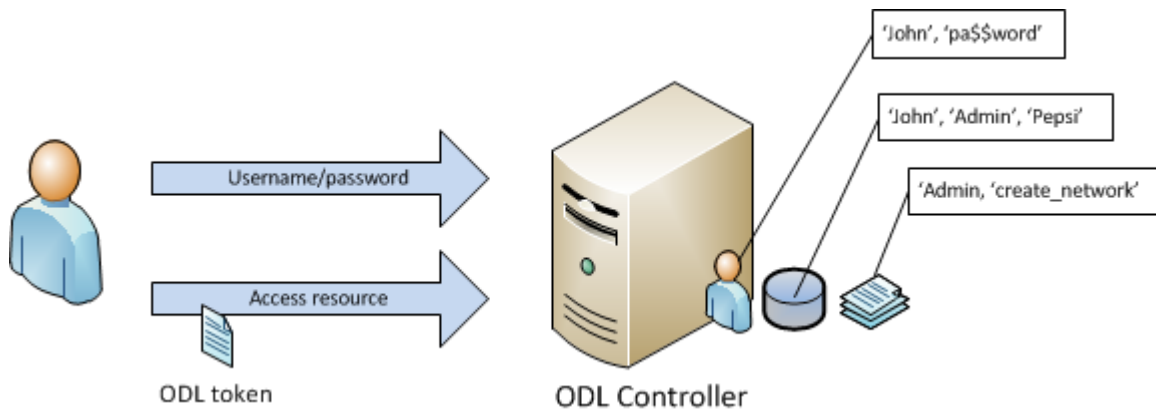 'John', 'pa$$word'
'John', 'Admin', 'Pepsi'
Username/password
'Admin, 'create_network'
Access resource
ODL token
ODL Controller